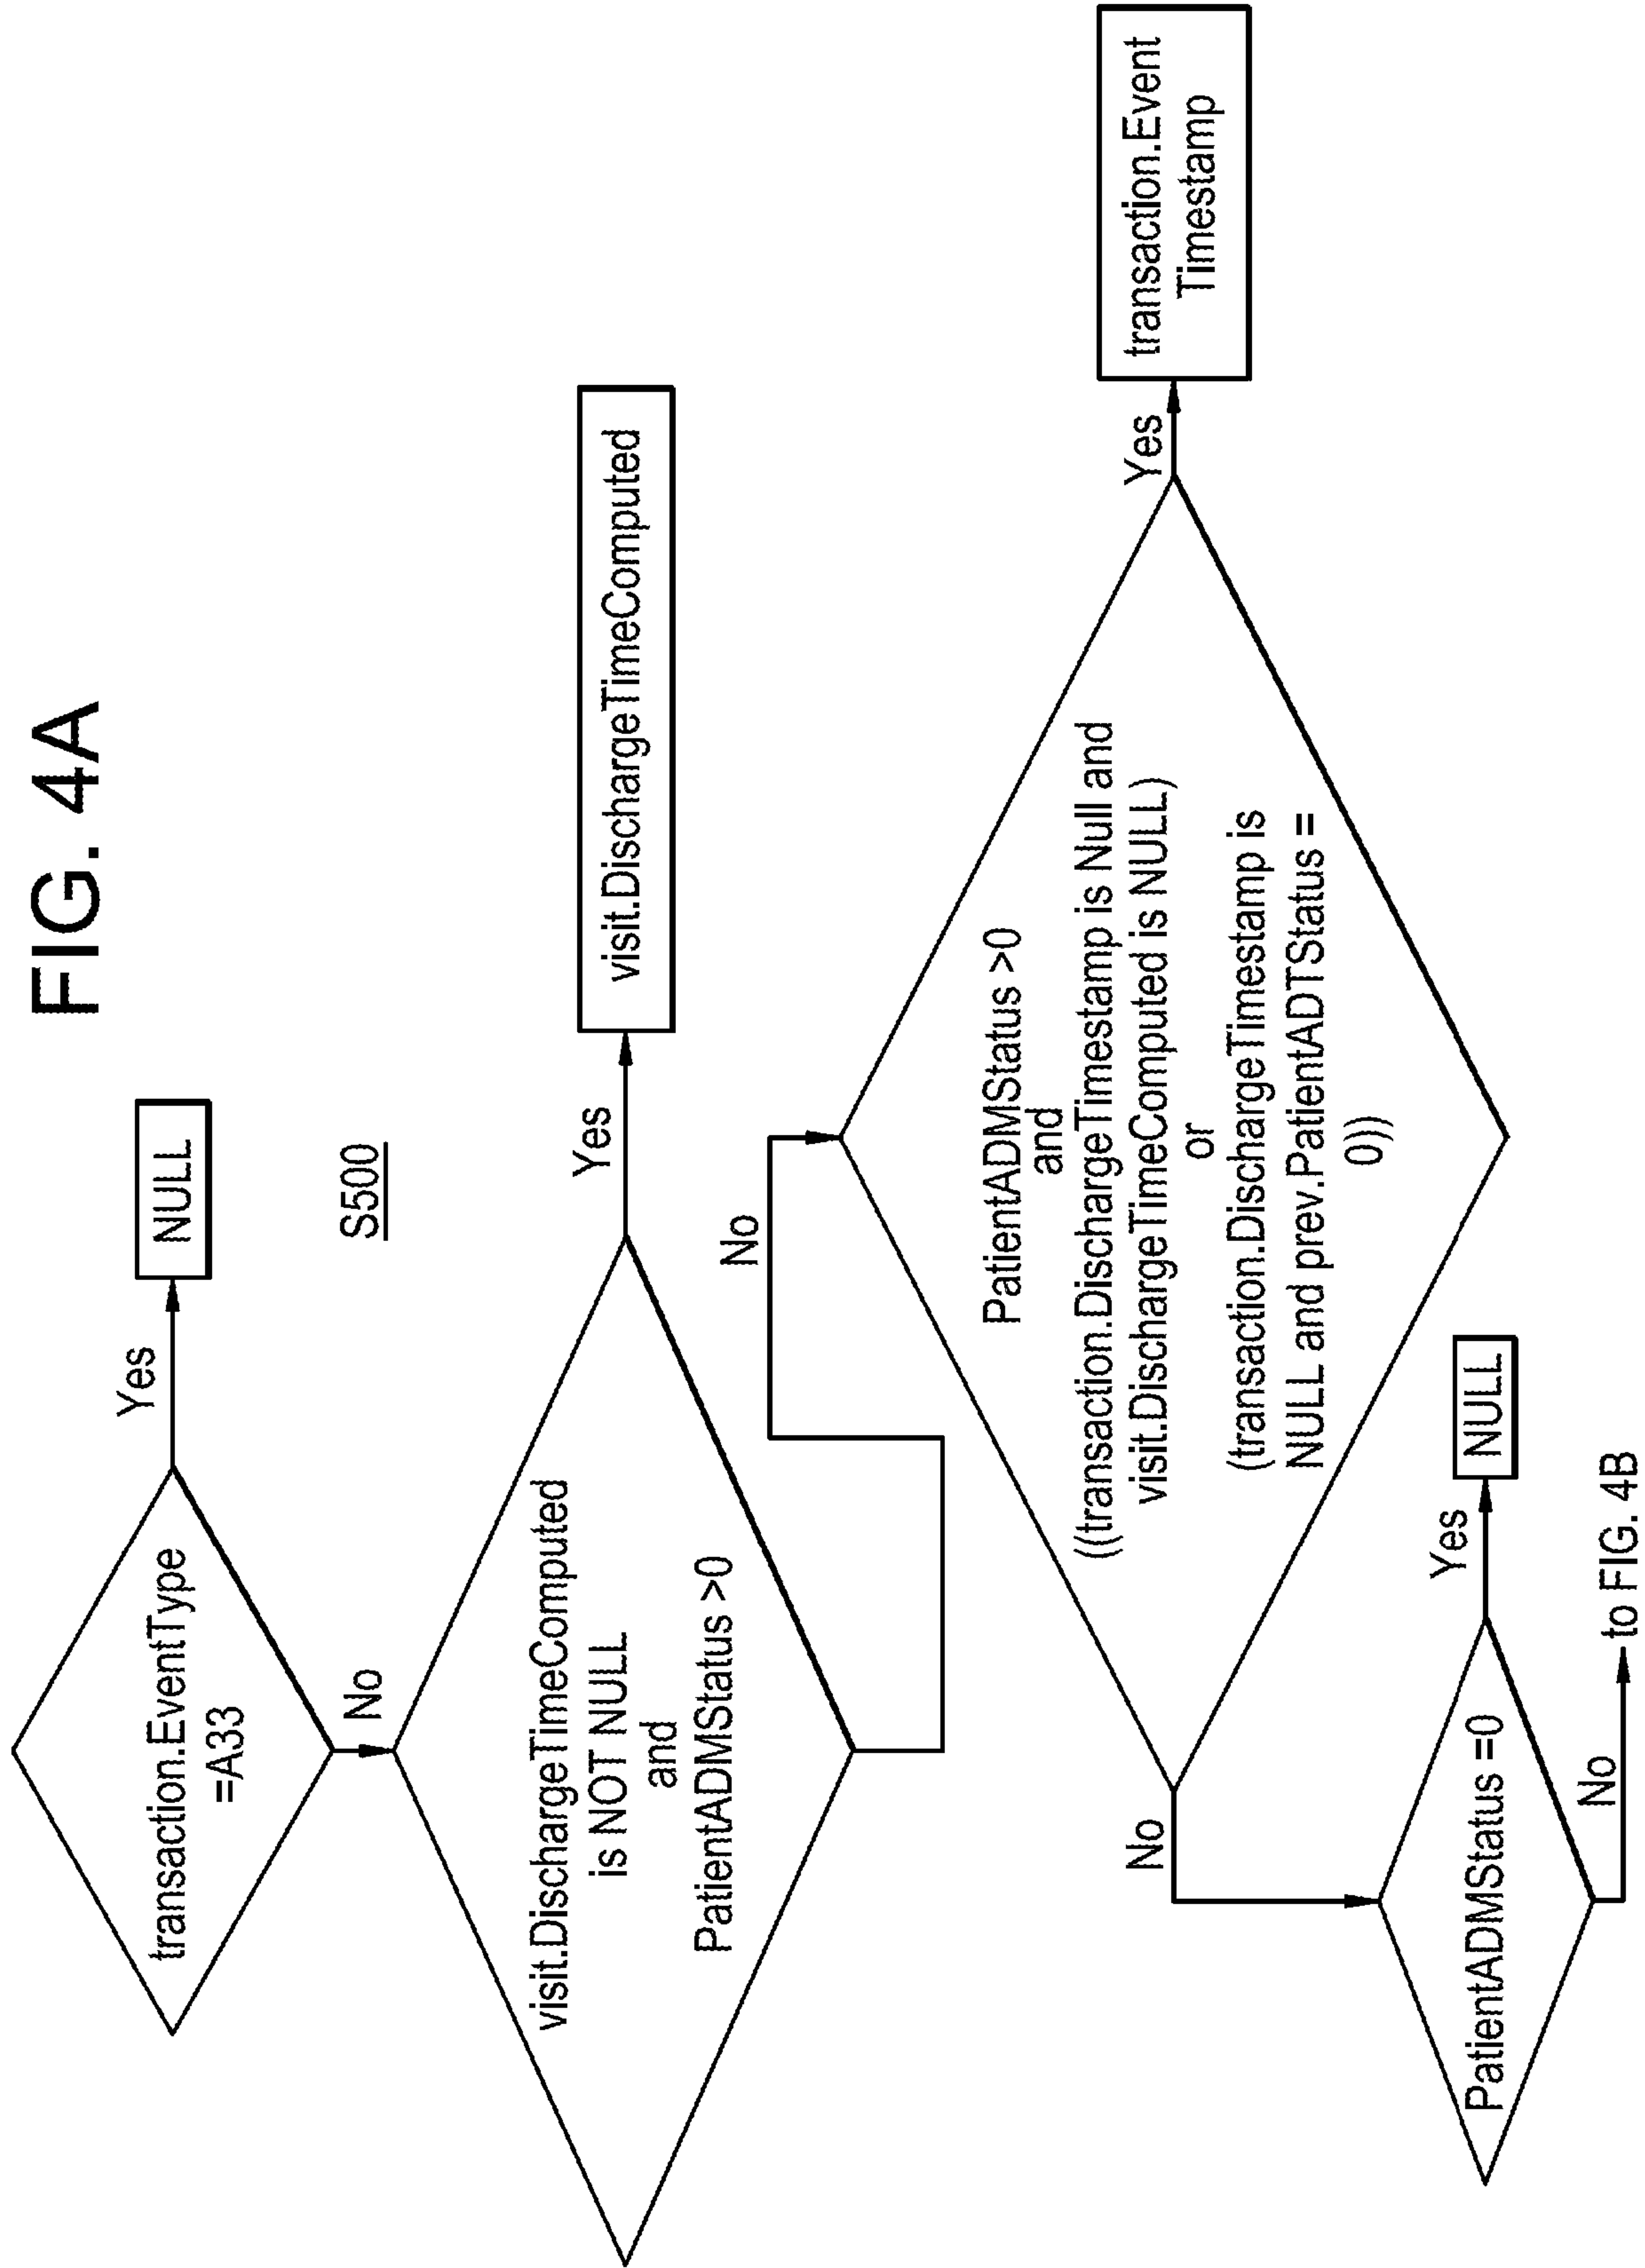 FIG. 4A
transaction.EventType
=A33
Yes
NULL
No
S500
visit.DischargeTimeComputed
is NOT NULL
and
PatientADMStatus >0
Yes
visit.DischargeTimeComputed
No
PatientADMStatus >0
and
((transaction.DischargeTimestamp is Null and
visit.DischargeTimeComputed is NULL)
or
(transaction.DischargeTimestamp is
NULL and prev.PatientADTStatus =
0))
Yes
transaction.Event
Timestamp
No
PatientADMStatus =0
Yes
NULL
No
to FIG. 4B